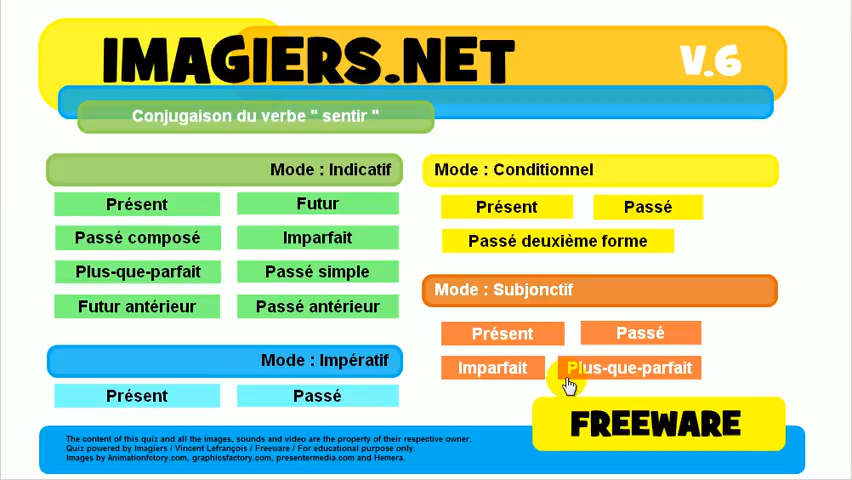 IMAGIERS.NET
V.6
Conjugaison du verbe " sentir "
Mode : Indicatif
Présent
Futur
Passé composé
Imparfait
Plus-que-parfait
Passé simple
Futur antérieur
Passé antérieur
Mode : Impératif
Présent
Passé
Mode : Conditionnel
Présent
Passé
Passé deuxième forme
Mode : Subjonctif
Présent
Passé
Imparfait
Plus-que-parfait
FREEWARE
The content of this quiz and all the images, sounds and video are the property of their respective owner.
Quiz powered by Imagiers / Vincent Lefrançois / Freeware / For educational purpose only.
Images by Animationfctory.com, graphicsfactory.com, presentermedia.com and Hemera.